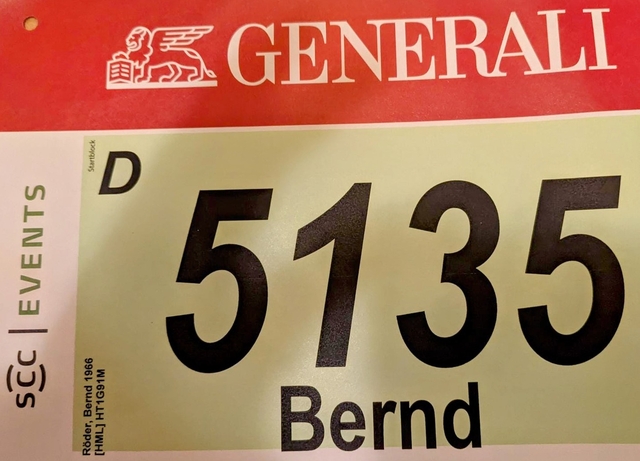 GENERALI
Startblock
D
5135
Bernd
SCC | EVENTS
Röder, Bernd 1966
[HML] HT1G91M